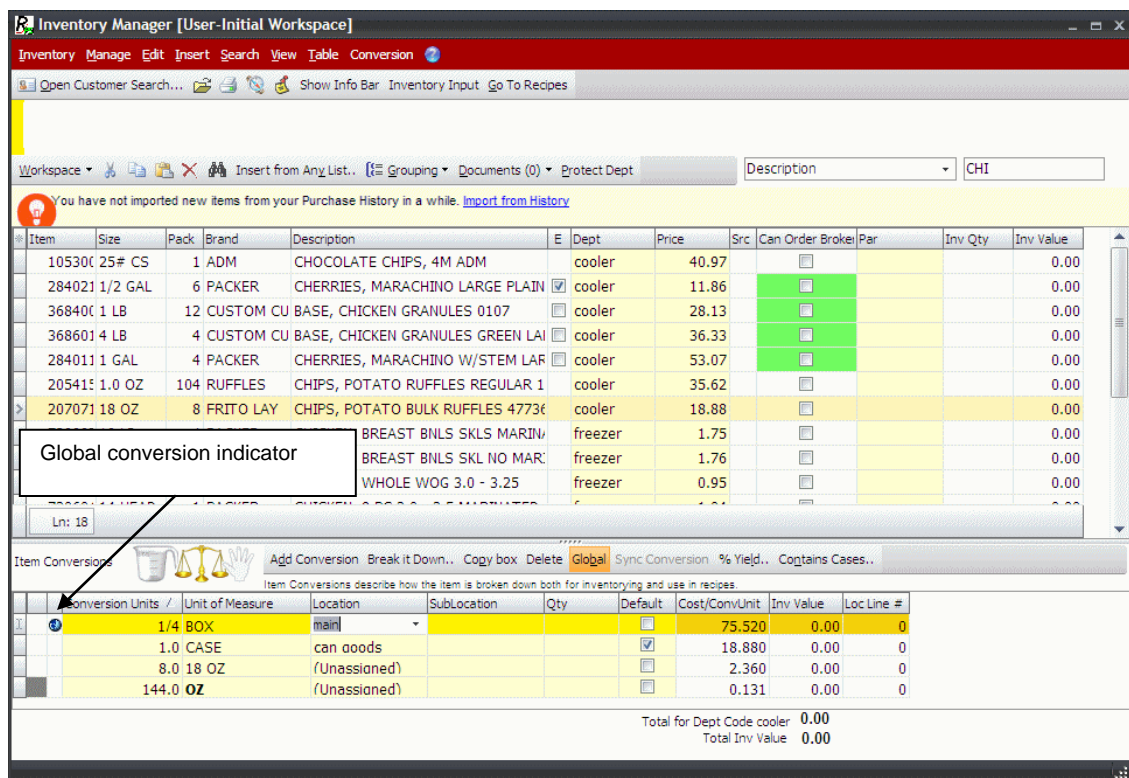 Inventory Manager [User-Initial Workspace]
Inventory Manage Edit Insert Search View Table Conversion
Open Customer Search... Show Info Bar Inventory Input Go To Recipes
Workspace Insert from Any List.. Grouping Documents (0) Protect Dept Description CHI
You have not imported new items from your Purchase History in a while. Import from History
Item Size Pack Brand Description E Dept Price Src Can Order Broke Par Inv Qty Inv Value
105300 25# CS 1 ADM CHOCOLATE CHIPS, 4M ADM cooler 40.97 0.00
284021 1/2 GAL 6 PACKER CHERRIES, MARACHINO LARGE PLAIN cooler 11.86 0.00
368400 1 LB 12 CUSTOM CU BASE, CHICKEN GRANULES 0107 cooler 28.13 0.00
368601 4 LB 4 CUSTOM CU BASE, CHICKEN GRANULES GREEN LA cooler 36.33 0.00
284011 1 GAL 4 PACKER CHERRIES, MARACHINO W/STEM LAR cooler 53.07 0.00
205415 1.0 OZ 104 RUFFLES CHIPS, POTATO RUFFLES REGULAR 1 cooler 35.62 0.00
207071 18 OZ 8 FRITO LAY CHIPS, POTATO BULK RUFFLES 47736 cooler 18.88 0.00
BREAST BNLS SKLS MARIN freezer 1.75 0.00
Global conversion indicator
BREAST BNLS SKL NO MAR freezer 1.76 0.00
WHOLE WOG 3.0 - 3.25 freezer 0.95 0.00
Ln: 18
Item Conversions Add Conversion Break it Down.. Copy box Delete Global Sync Conversion % Yield.. Contains Cases..
Item Conversions describe how the item is broken down both for inventorying and use in recipes.
Conversion Units Unit of Measure Location SubLocation Qty Default Cost/ConvUnit Inv Value Loc Line #
1/4 BOX main 75.520 0.00 0
1.0 CASE can goods 18.880 0.00 0
8.0 18 OZ (Unassigned) 2.360 0.00 0
144.0 OZ (Unassigned) 0.131 0.00 0
Total for Dept Code cooler 0.00
Total Inv Value 0.00